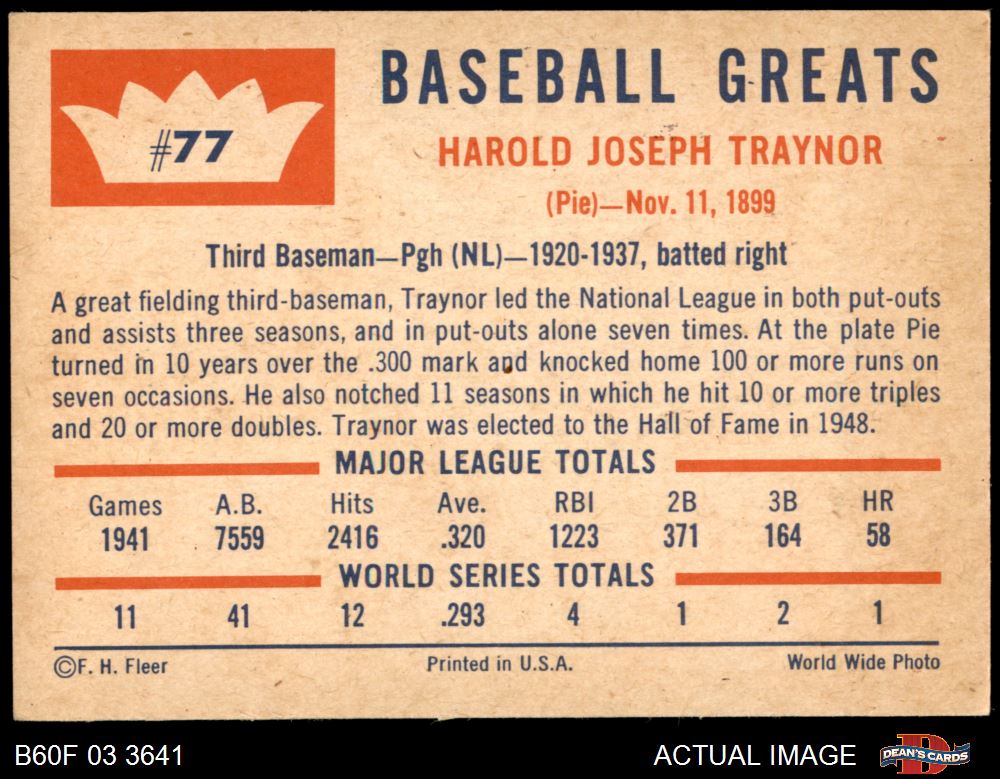 #77
BASEBALL GREATS
HAROLD JOSEPH TRAYNOR
(Pie)—Nov. 11, 1899
Third Baseman—Pgh (NL)—1920-1937, batted right
A great fielding third-baseman, Traynor led the National League in both put-outs
and assists three seasons, and in put-outs alone seven times. At the plate Pie
turned in 10 years over the .300 mark and knocked home 100 or more runs on
seven occasions. He also notched 11 seasons in which he hit 10 or more triples
and 20 or more doubles. Traynor was elected to the Hall of Fame in 1948.
MAJOR LEAGUE TOTALS
Games A.B. Hits Ave. RBI 2B 3B HR
1941 7559 2416 .320 1223 371 164 58
WORLD SERIES TOTALS
11 41 12 .293 4 1 2 1
©F. H. Fleer Printed in U.S.A. World Wide Photo
B60F 03 3641 ACTUAL IMAGE DEAN'S CARDS